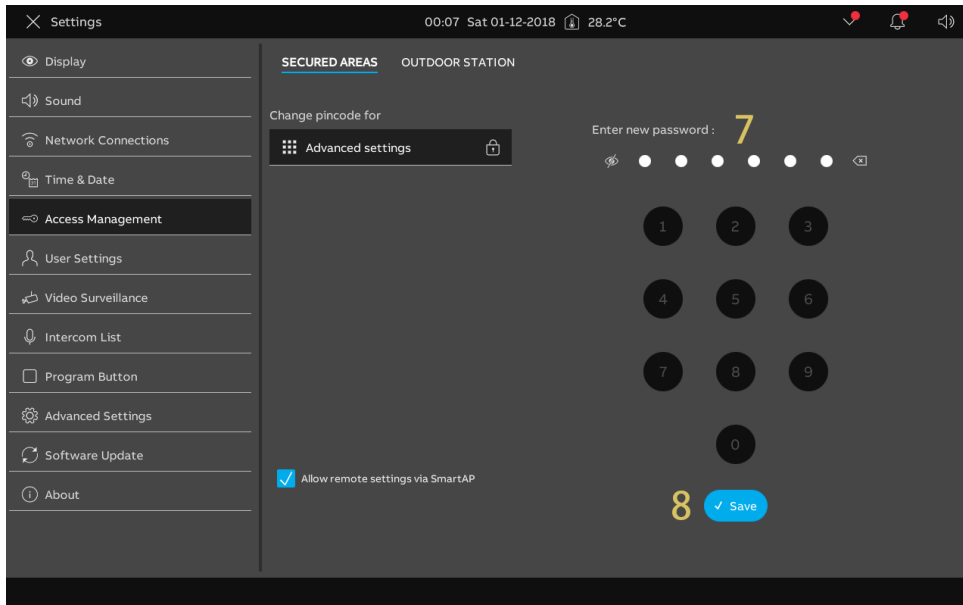 Settings
00:07 Sat 01-12-2018 28.2°C
Display
Sound
Network Connections
Time & Date
Access Management
User Settings
Video Surveillance
Intercom List
Program Button
Advanced Settings
Software Update
About
SECURED AREAS OUTDOOR STATION
Change pincode for
Advanced settings
Allow remote settings via SmartAP
Enter new password : 7
1 2 3
4 5 6
7 8 9
0
8 Save